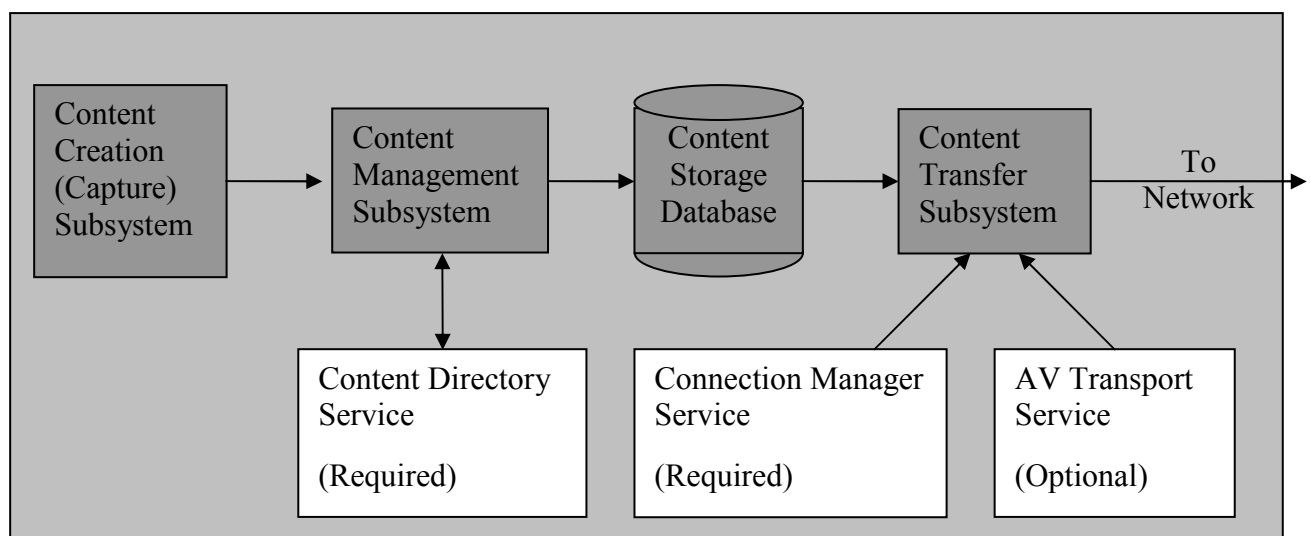 Content
Creation
(Capture)
Subsystem
Content
Management
Subsystem
Content
Storage
Database
Content
Transfer
Subsystem
To
Network
Content Directory
Service
(Required)
Connection Manager
Service
(Required)
AV Transport
Service
(Optional)